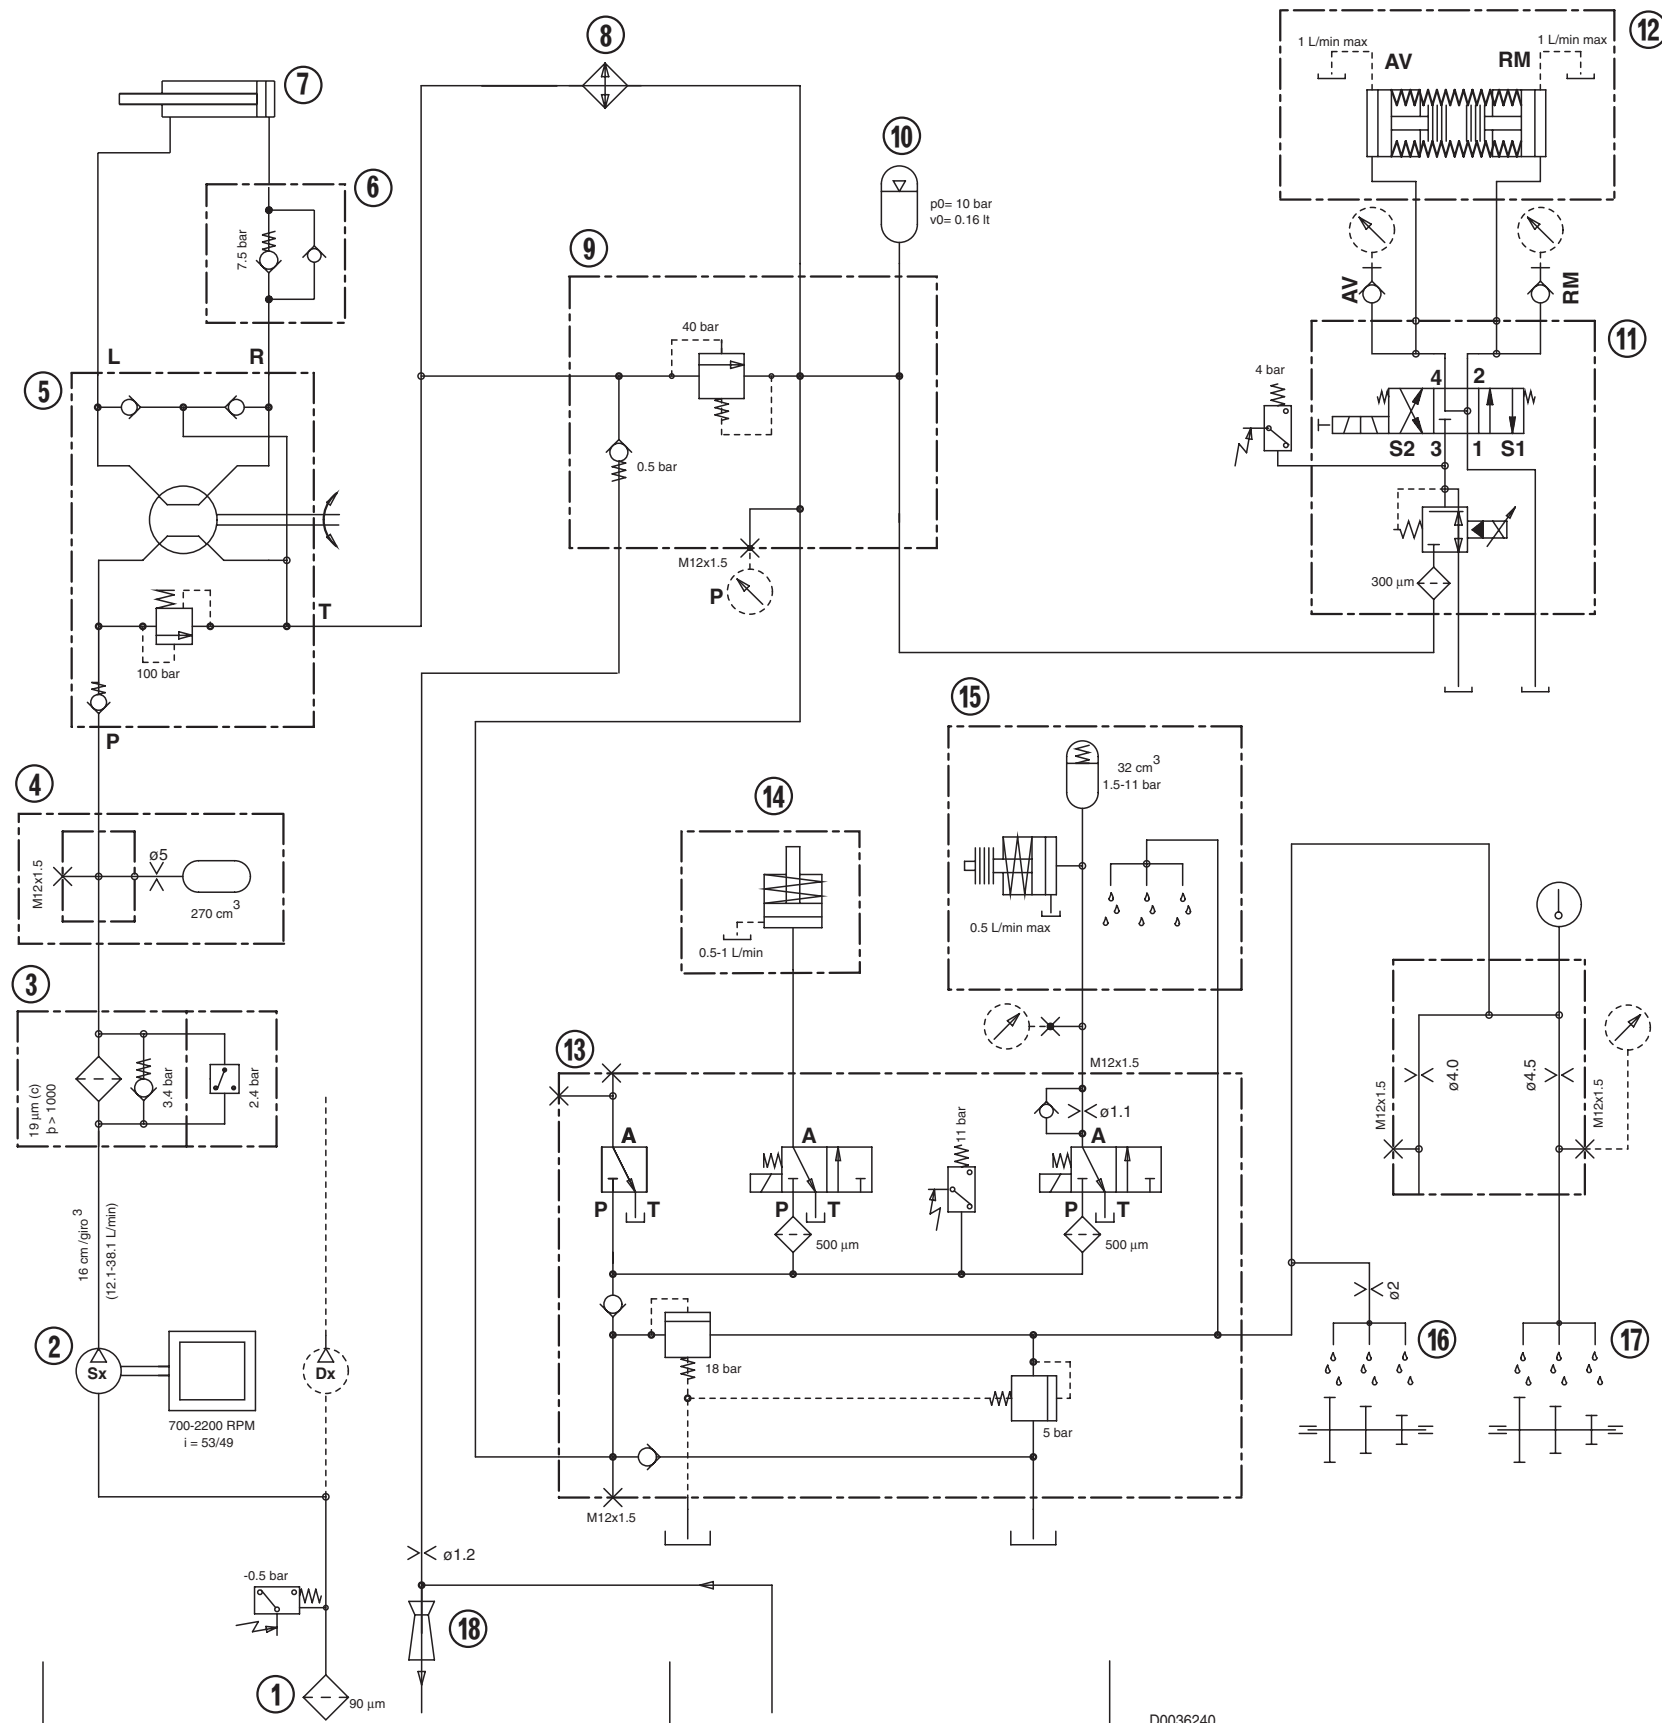 8
12
1 L/min max
1 L/min max
AV
RM
7
10
p0= 10 bar
v0= 0.16 lt
6
7.5 bar
9
AV
RM
11
40 bar
L
R
5
4 bar
4
2
S2
3
1
S1
0.5 bar
M12x1.5
P
300 µm
T
100 bar
P
15
32 cm3
1.5-11 bar
4
14
M12x1.5
ø5
270 cm3
0.5 L/min max
0.5-1 L/min
3
13
M12x1.5
19 µm (c)
þ > 1000
3.4 bar
2.4 bar
11 bar
ø1.1
M12x1.5
ø4.0
ø4.5
M12x1.5
A
A
A
P
T
P
T
P
T
500 µm
500 µm
16 cm /giro 3
(12.1-38.1 L/min)
ø2
2
Sx
Dx
16
17
18 bar
700-2200 RPM
i = 53/49
5 bar
M12x1.5
ø1.2
-0.5 bar
18
1
90 µm
D0036240